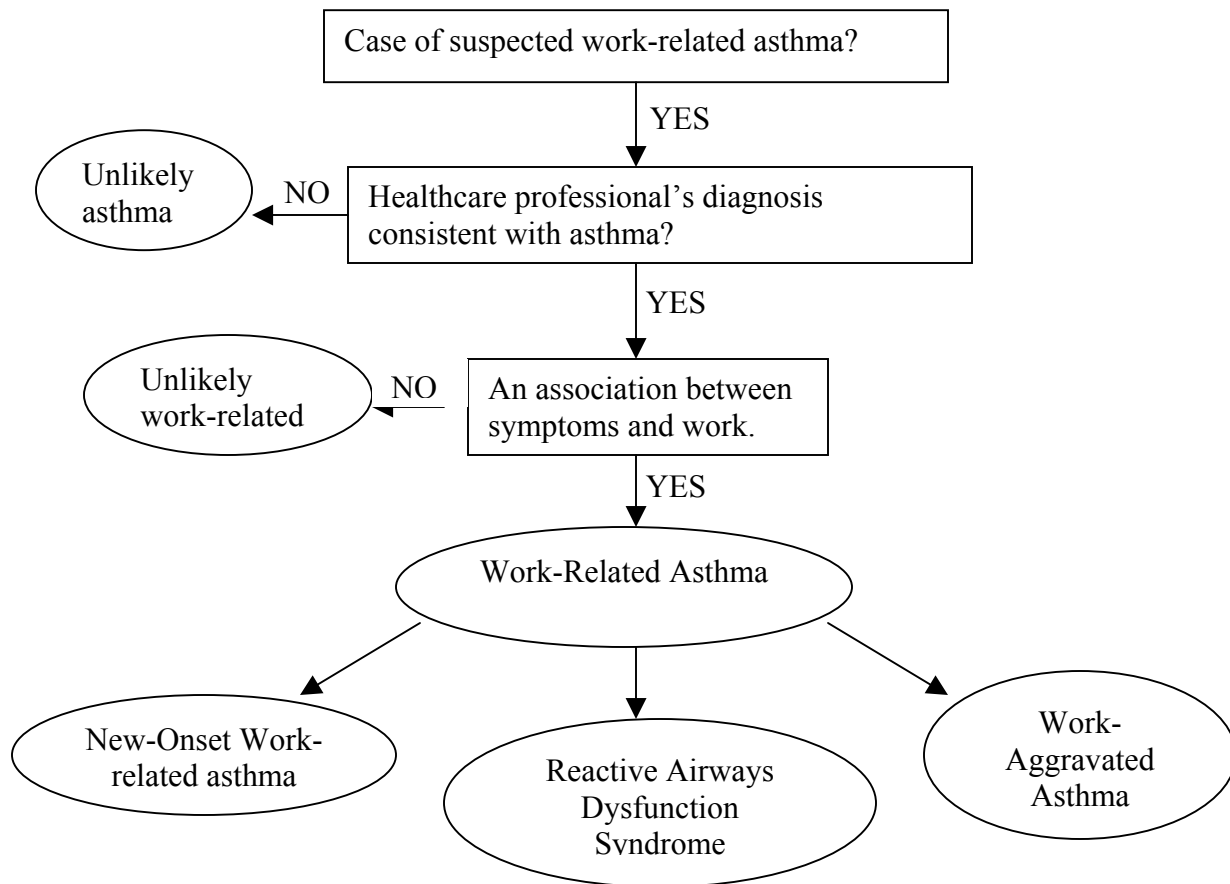 Case of suspected work-related asthma?
YES
Unlikely
asthma
NO
Healthcare professional’s diagnosis
consistent with asthma?
YES
Unlikely
work-related
NO
An association between
symptoms and work.
YES
Work-Related Asthma
New-Onset Work-
related asthma
Reactive Airways
Dysfunction
Syndrome
Work-
Aggravated
Asthma